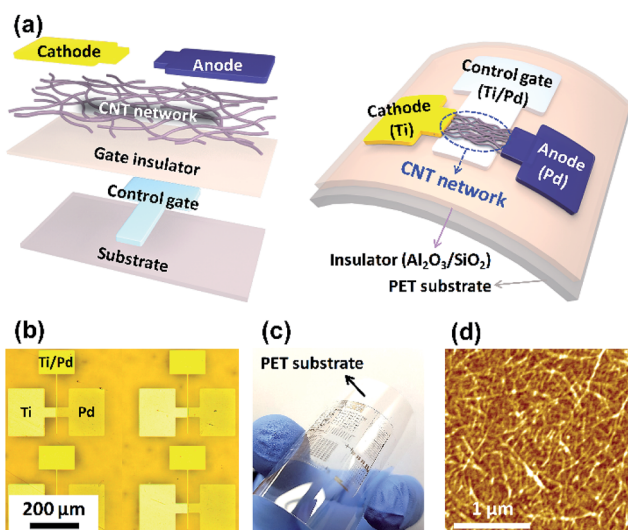 (a)
Cathode
Anode
CNT network
Gate insulator
Control gate
Substrate
Control gate
(Ti/Pd)
Cathode
(Ti)
Anode
(Pd)
CNT network
Insulator (Al₂O₃/SiO₂)
PET substrate
(b)
Ti/Pd
Ti
Pd
200 μm
(c)
PET substrate
(d)
1 μm